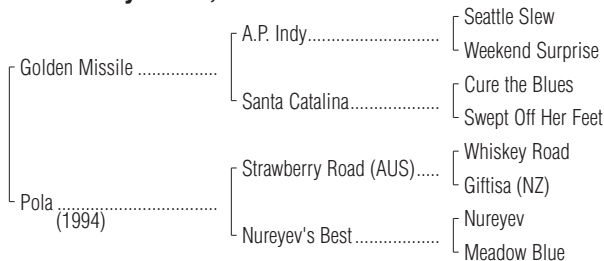 Seattle Slew
A.P. Indy
Weekend Surprise
Golden Missile
Cure the Blues
Santa Catalina
Swept Off Her Feet
Whiskey Road
Strawberry Road (AUS)
Giftisa (NZ)
Pola
(1994)
Nureyev
Nureyev's Best
Meadow Blue